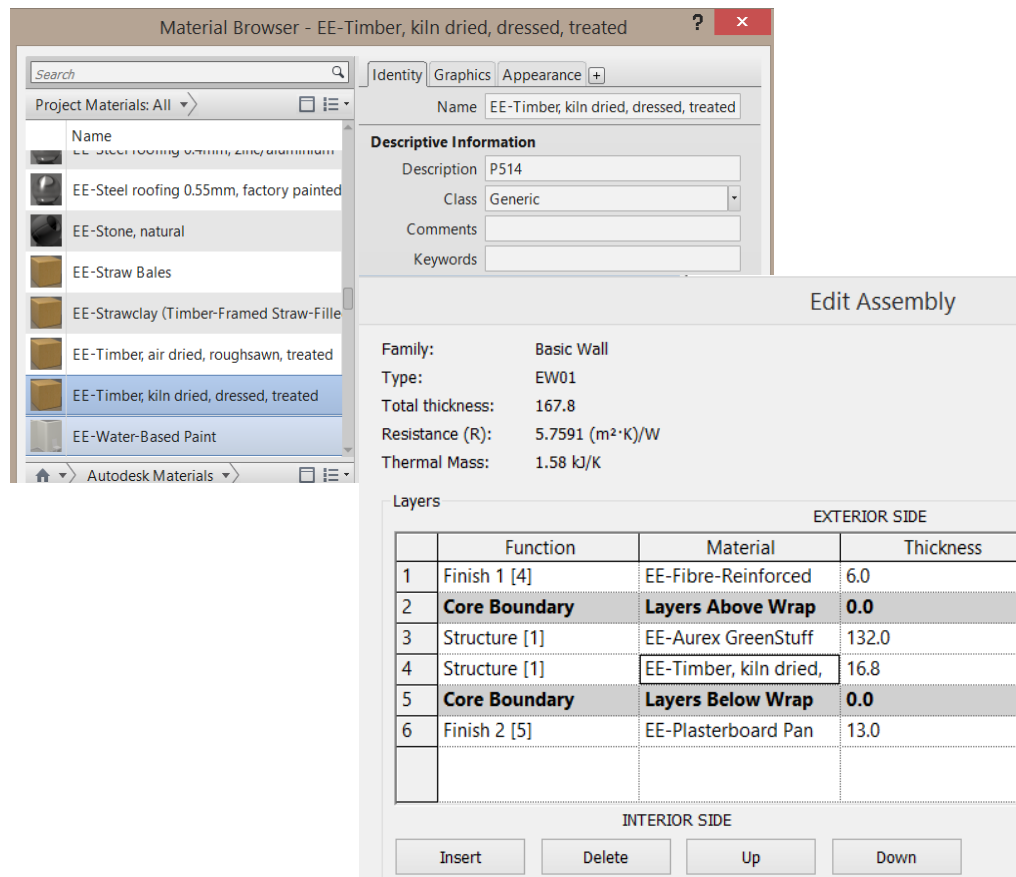 Material Browser - EE-Timber, kiln dried, dressed, treated ? x
Search
Project Materials: All
Name
EE-Steel roofing 0.4mm, zinc/aluminium
EE-Steel roofing 0.55mm, factory painted
EE-Stone, natural
EE-Straw Bales
EE-Strawclay (Timber-Framed Straw-Fille
EE-Timber, air dried, roughsawn, treated
EE-Timber, kiln dried, dressed, treated
EE-Water-Based Paint
Autodesk Materials
Identity Graphics Appearance +
Name EE-Timber, kiln dried, dressed, treated
Descriptive Information
Description P514
Class Generic
Comments
Keywords
Edit Assembly
Family: Basic Wall
Type: EW01
Total thickness: 167.8
Resistance (R): 5.7591 (m²·K)/W
Thermal Mass: 1.58 kJ/K
Layers
EXTERIOR SIDE
Function Material Thickness
1 Finish 1 [4] EE-Fibre-Reinforced 6.0
2 Core Boundary Layers Above Wrap 0.0
3 Structure [1] EE-Aurex GreenStuff 132.0
4 Structure [1] EE-Timber, kiln dried, 16.8
5 Core Boundary Layers Below Wrap 0.0
6 Finish 2 [5] EE-Plasterboard Pan 13.0
INTERIOR SIDE
Insert Delete Up Down